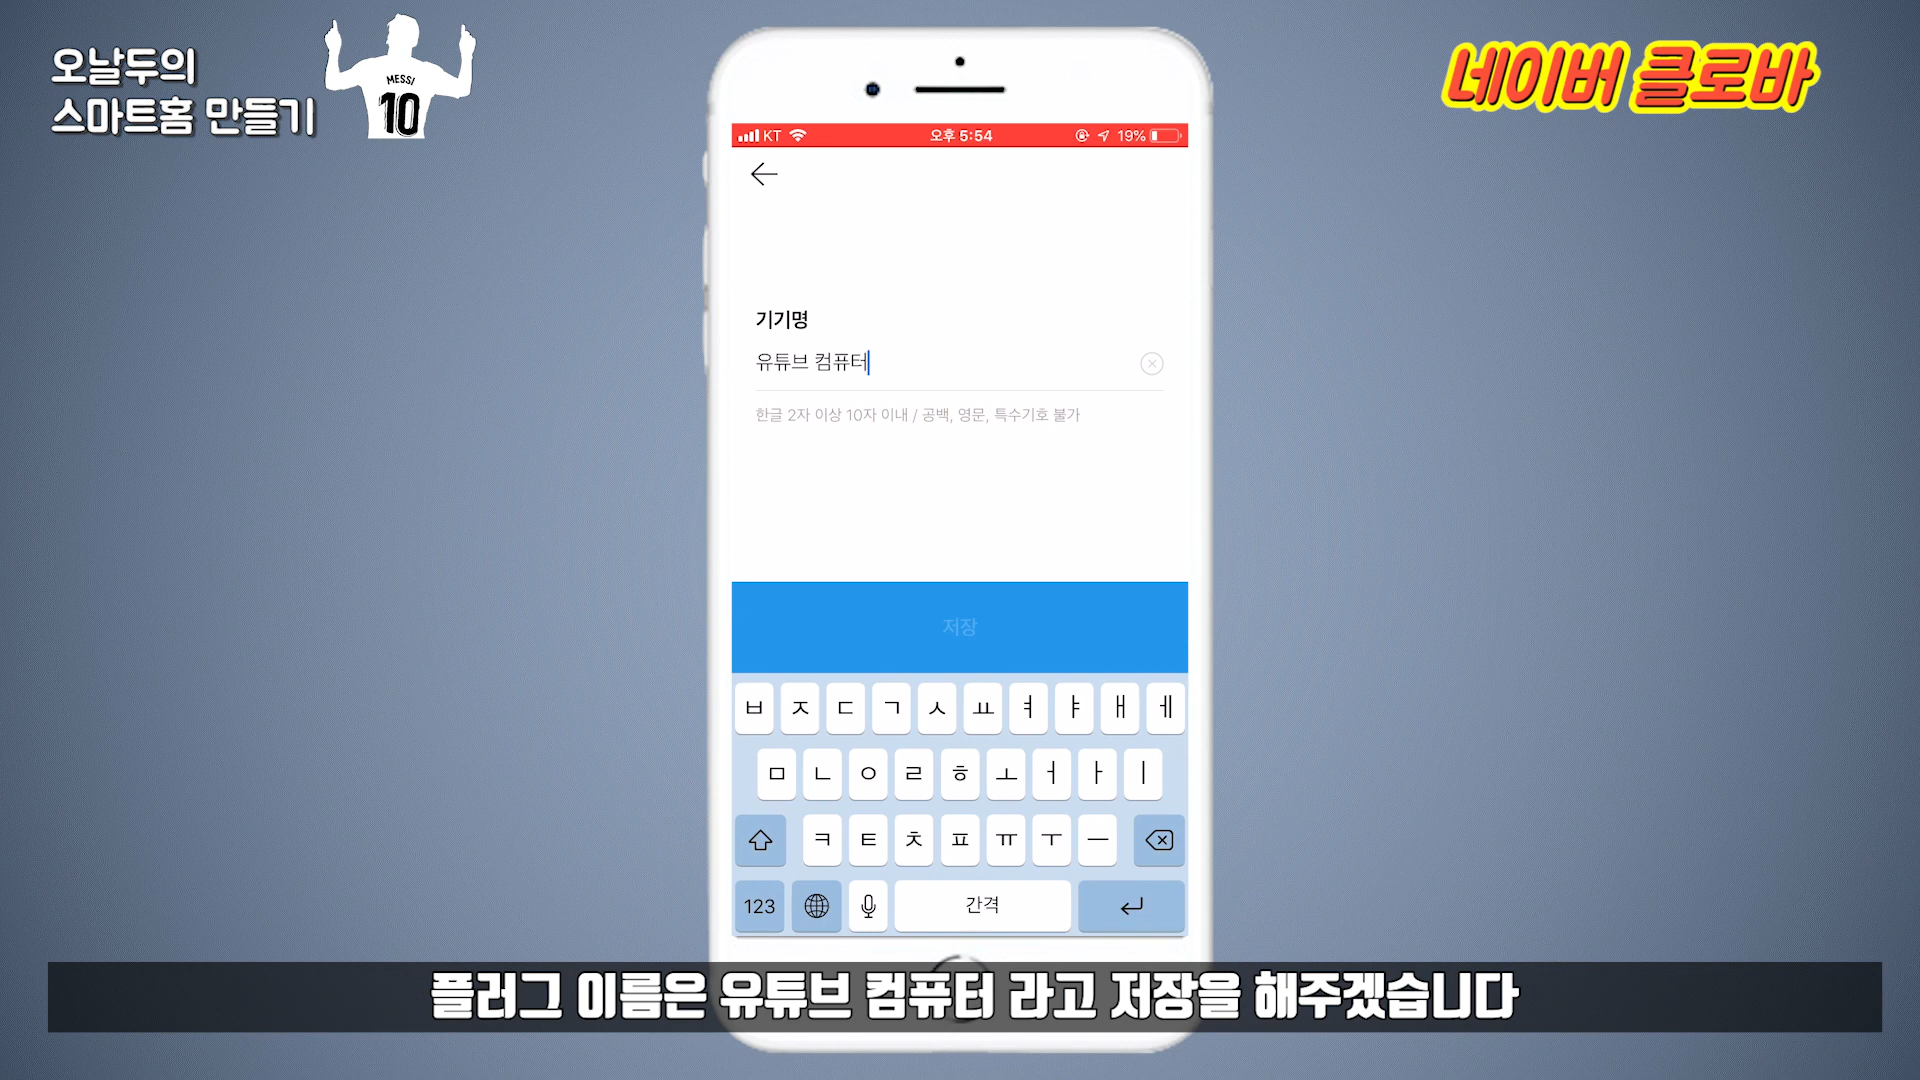 오날두의
스마트홈 만들기
MESSI
10
네이버 클로바
KT 오후 5:54 19%
기기명
유튜브 컴퓨터
한글 2자 이상 10자 이내 / 공백, 영문, 특수기호 불가
저장
ㅂ ㅈ ㄷ ㄱ ㅅ ㅛ ㅕ ㅑ ㅐ ㅔ
ㅁ ㄴ ㅇ ㄹ ㅎ ㅗ ㅓ ㅏ ㅣ
ㅋ ㅌ ㅊ ㅍ ㅠ ㅜ ㅡ
123 간격
플러그 이름은 유튜브 컴퓨터 라고 저장을 해주겠습니다